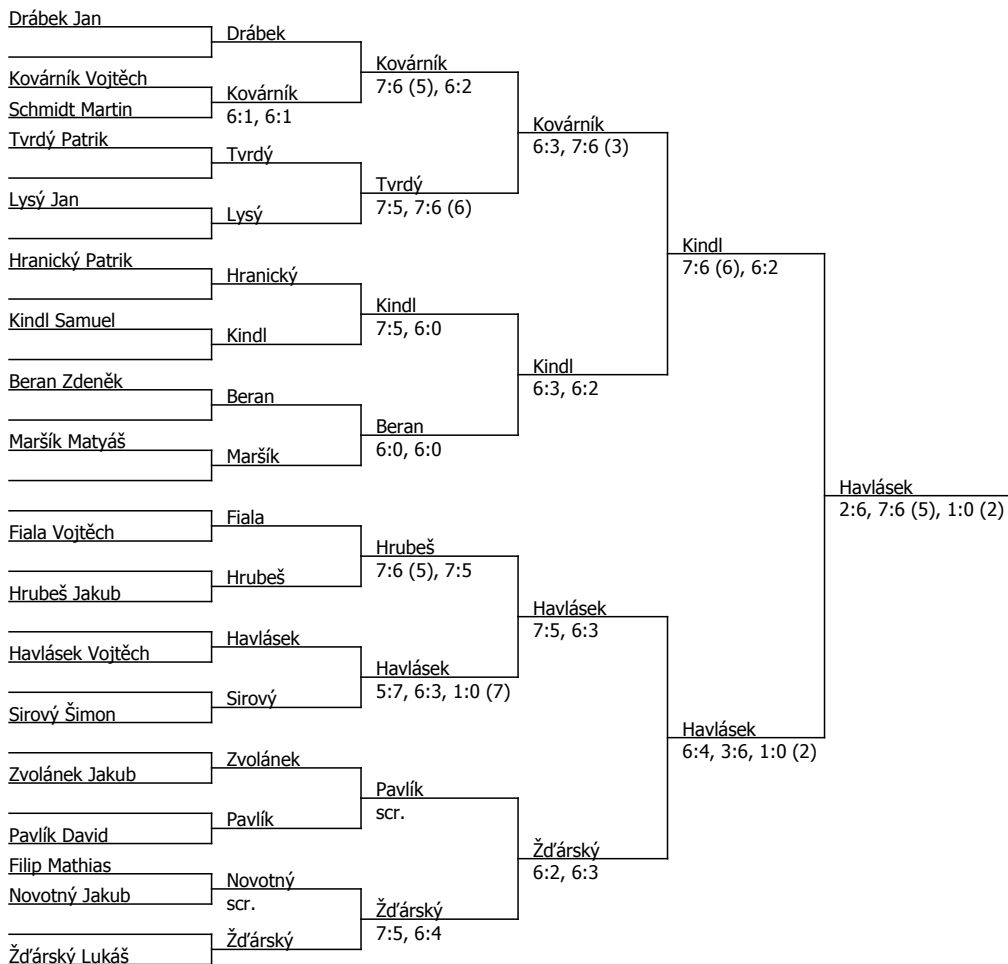 Drábek Jan
Kovárník Vojtěch
Schmidt Martin
Tvrdý Patrik
Lysý Jan
Hranický Patrik
Kindl Samuel
Beran Zdeněk
Maršík Matyáš
Fiala Vojtěch
Hrubeš Jakub
Havlásek Vojtěch
Sirový Šimon
Zvolánek Jakub
Pavlík David
Filip Mathias
Novotný Jakub
Žďárský Lukáš
Drábek
Kovárník
6:1, 6:1
Tvrdý
Lysý
Hranický
Kindl
Beran
Maršík
Fiala
Hrubeš
Havlásek
Sirový
Zvolánek
Pavlík
Novotný
scr.
Žďárský
Kovárník
7:6 (5), 6:2
Tvrdý
7:5, 7:6 (6)
Kindl
7:5, 6:0
Beran
6:0, 6:0
Hrubeš
7:6 (5), 7:5
Havlásek
5:7, 6:3, 1:0 (7)
Pavlík
scr.
Žďárský
7:5, 6:4
Kovárník
6:3, 7:6 (3)
Kindl
6:3, 6:2
Havlásek
7:5, 6:3
Žďárský
6:2, 6:3
Kindl
7:6 (6), 6:2
Havlásek
6:4, 3:6, 1:0 (2)
Havlásek
2:6, 7:6 (5), 1:0 (2)